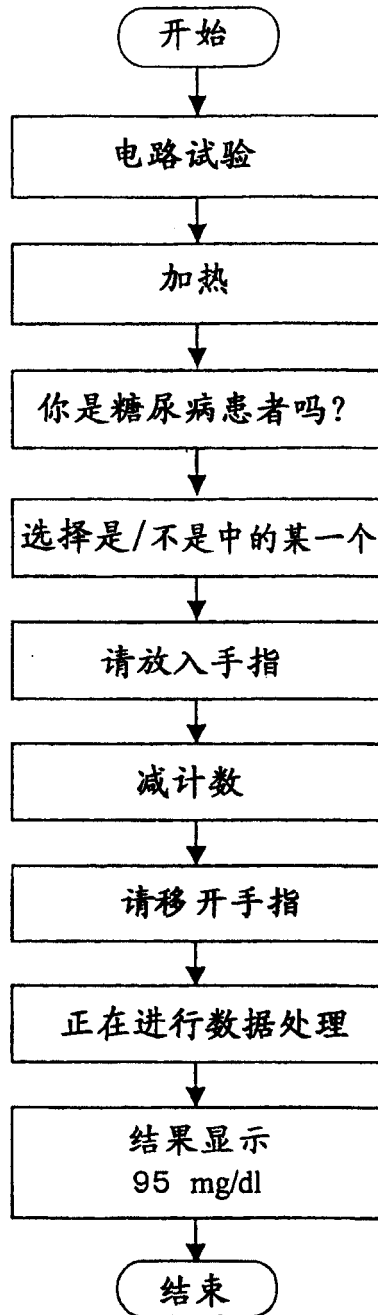 开始
电路试验
加热
你是糖尿病患者吗?
选择是/不是中的某一个
请放入手指
减计数
请移开手指
正在进行数据处理
结果显示
95 mg/dl
结束